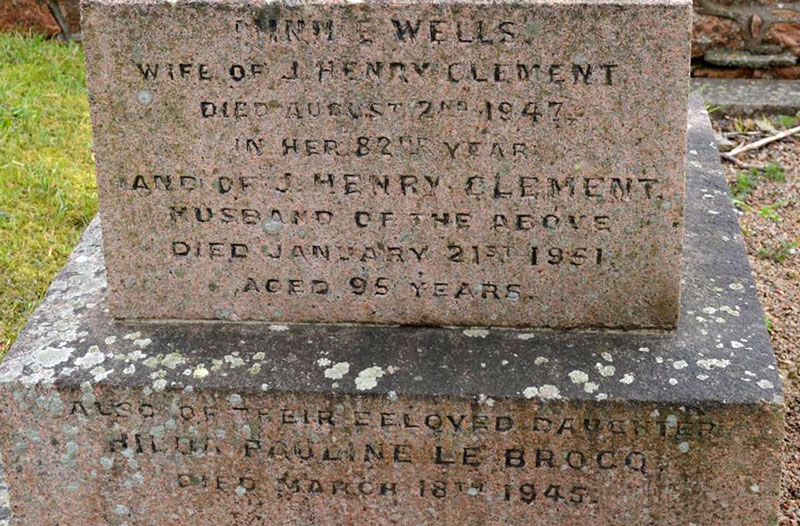 MINNIE WELLS.
WIFE OF J. HENRY CLEMENT
DIED AUGUST 2ND 1947.
IN HER 82ND YEAR.
AND OF J. HENRY CLEMENT.
HUSBAND OF THE ABOVE
DIED JANUARY 21ST 1951.
AGED 95 YEARS.
ALSO OF THEIR BELOVED DAUGHTER
HILDA PAULINE LE BROCQ.
DIED MARCH 18TH 1945.